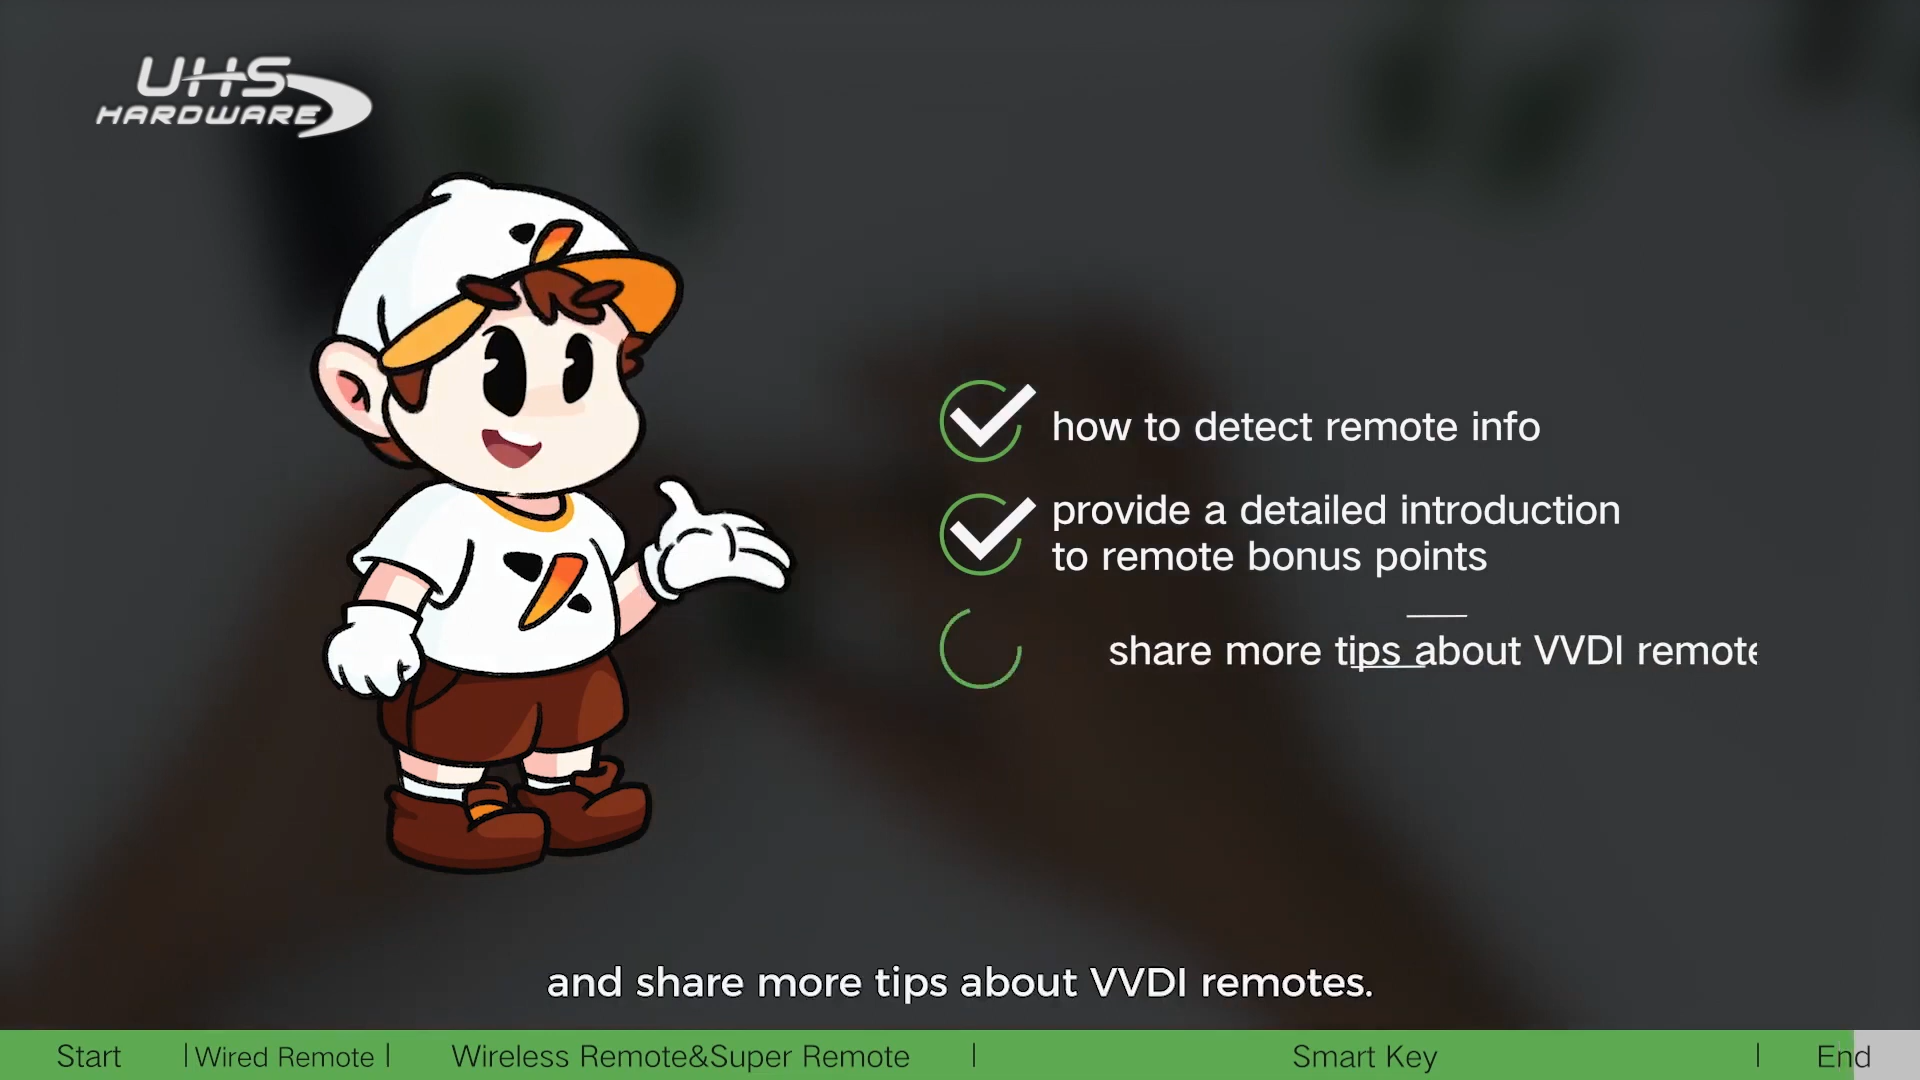 UHS
HARDWARE
how to detect remote info
provide a detailed introduction
to remote bonus points
share more tips about VVDI remote
and share more tips about VVDI remotes.
Start
Wired Remote
Wireless Remote&Super Remote
Smart Key
End